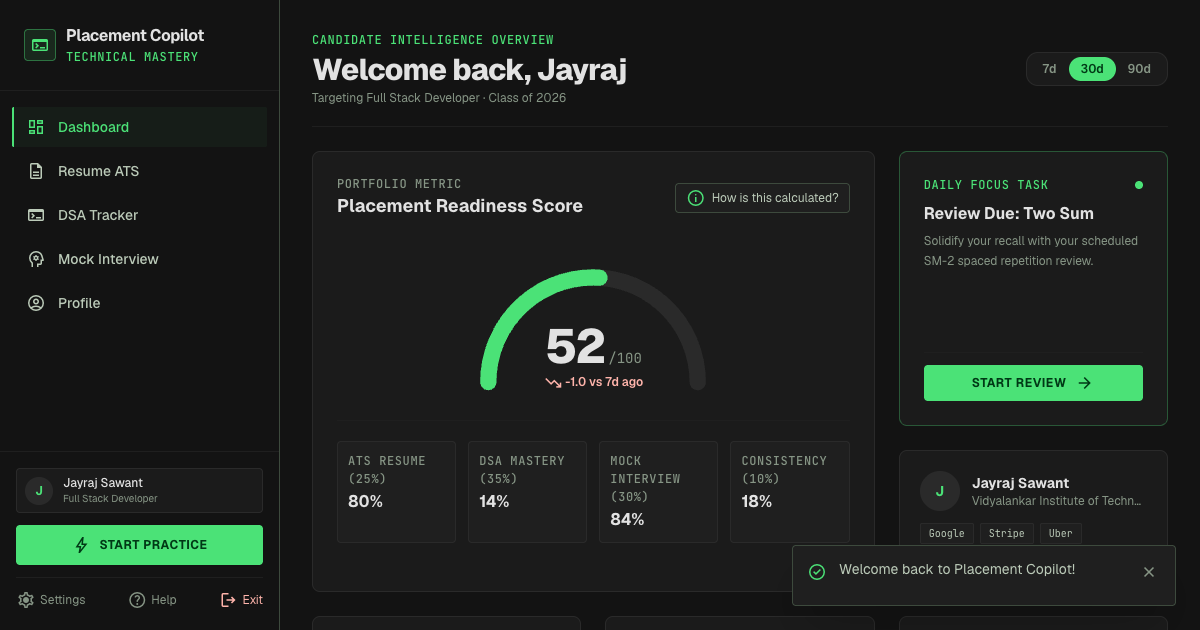 Placement Copilot
TECHNICAL MASTERY
Dashboard
Resume ATS
DSA Tracker
Mock Interview
Profile
J
Jayraj Sawant
Full Stack Developer
START PRACTICE
Settings
Help
Exit
CANDIDATE INTELLIGENCE OVERVIEW
Welcome back, Jayraj
Targeting Full Stack Developer · Class of 2026
7d
30d
90d
PORTFOLIO METRIC
Placement Readiness Score
How is this calculated?
52/100
-1.0 vs 7d ago
ATS RESUME
(25%)
80%
DSA MASTERY
(35%)
14%
MOCK
INTERVIEW
(30%)
84%
CONSISTENCY
(10%)
18%
DAILY FOCUS TASK
Review Due: Two Sum
Solidify your recall with your scheduled
SM-2 spaced repetition review.
START REVIEW
J
Jayraj Sawant
Vidyalankar Institute of Techn…
Google
Stripe
Uber
Welcome back to Placement Copilot!